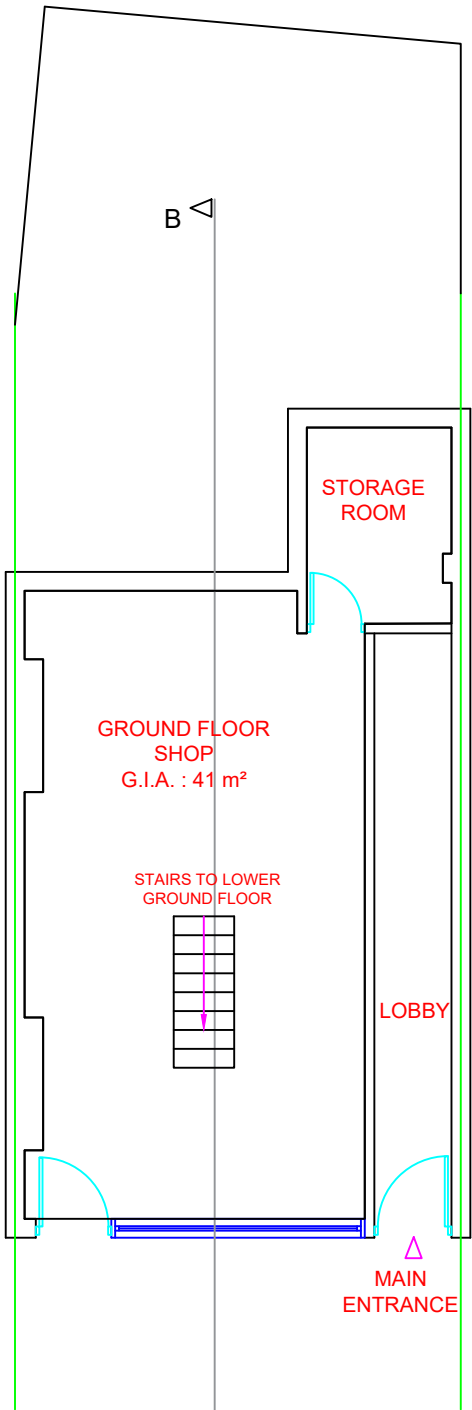 B
STORAGE
ROOM
GROUND FLOOR
SHOP
G.I.A. : 41 m²
STAIRS TO LOWER
GROUND FLOOR
LOBBY
MAIN
ENTRANCE